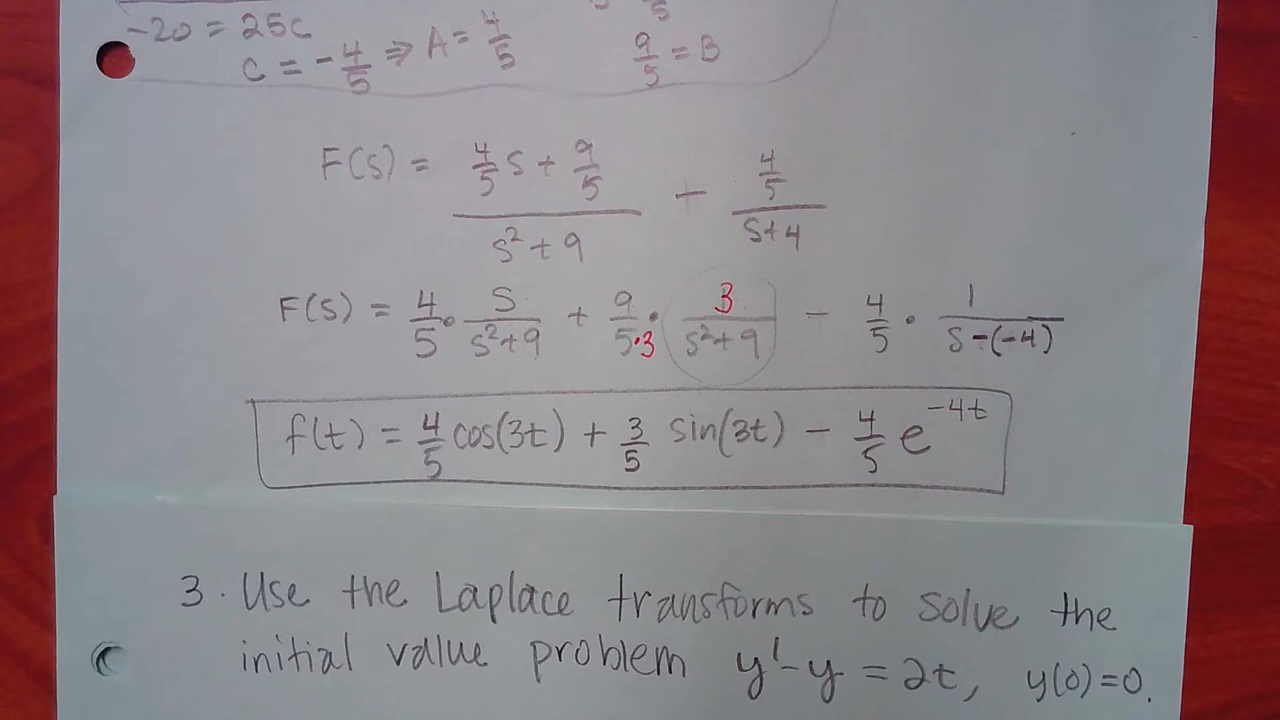 -20 = 25C
C = -4/5 ⇒ A = 4/5
9/5 = B
F(s) = (4/5 s + 9/5)/(s² + 9) + (4/5)/(s+4)
F(s) = 4/5 · s/(s²+9) + 9/(5·3) · 3/(s²+9) - 4/5 · 1/(s-(-4))
f(t) = 4/5 cos(3t) + 3/5 sin(3t) - 4/5 e^(-4t)
3. Use the Laplace transforms to solve the
initial value problem y'-y = 2t, y(0)=0.